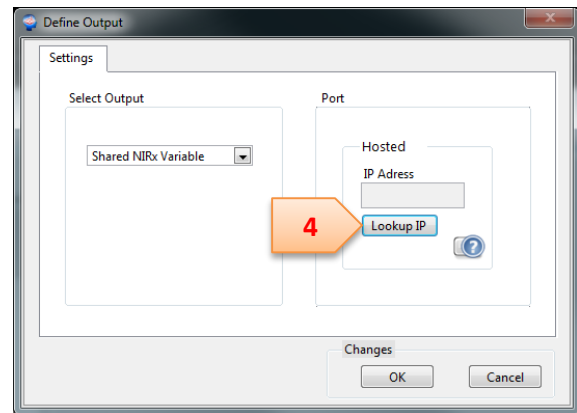 Define Output
Settings
Select Output
Port
Shared NIRx Variable
Hosted
IP Adress
4
Lookup IP
?
Changes
OK
Cancel